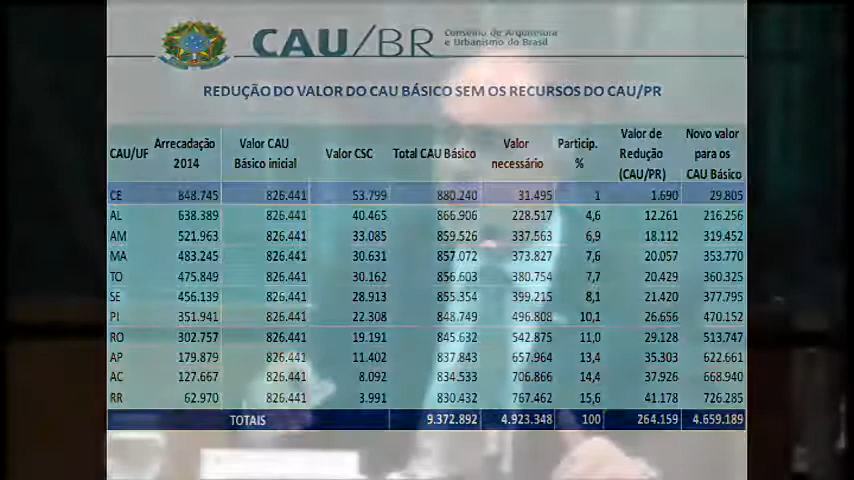 CAU/BR Conselho de Arquitetura
e Urbanismo do Brasil
REDUÇÃO DO VALOR DO CAU BÁSICO SEM OS RECURSOS DO CAU/PR
CAU/UF Arrecadação 2014 Valor CAU Básico inicial Valor CSC Total CAU Básico Valor necessário Particip. % Valor de Redução (CAU/PR) Novo valor para os CAU Básico
CE 848.745 826.441 53.799 880.240 31.495 1 1.690 29.805
AL 638.389 826.441 40.465 866.906 228.517 4,6 12.261 216.256
AM 521.963 826.441 33.085 859.526 337.563 6,9 18.112 319.452
MA 483.245 826.441 30.631 857.072 373.827 7,6 20.057 353.770
TO 475.849 826.441 30.162 856.603 380.754 7,7 20.429 360.325
SE 456.139 826.441 28.913 855.354 399.215 8,1 21.420 377.795
PI 351.941 826.441 22.308 848.749 496.808 10,1 26.656 470.152
RO 302.757 826.441 19.191 845.632 542.875 11,0 29.128 513.747
AP 179.879 826.441 11.402 837.843 657.964 13,4 35.303 622.661
AC 127.667 826.441 8.092 834.533 706.866 14,4 37.926 668.940
RR 62.970 826.441 3.991 830.432 767.462 15,6 41.178 726.285
TOTAIS 9.372.892 4.923.348 100 264.159 4.659.189